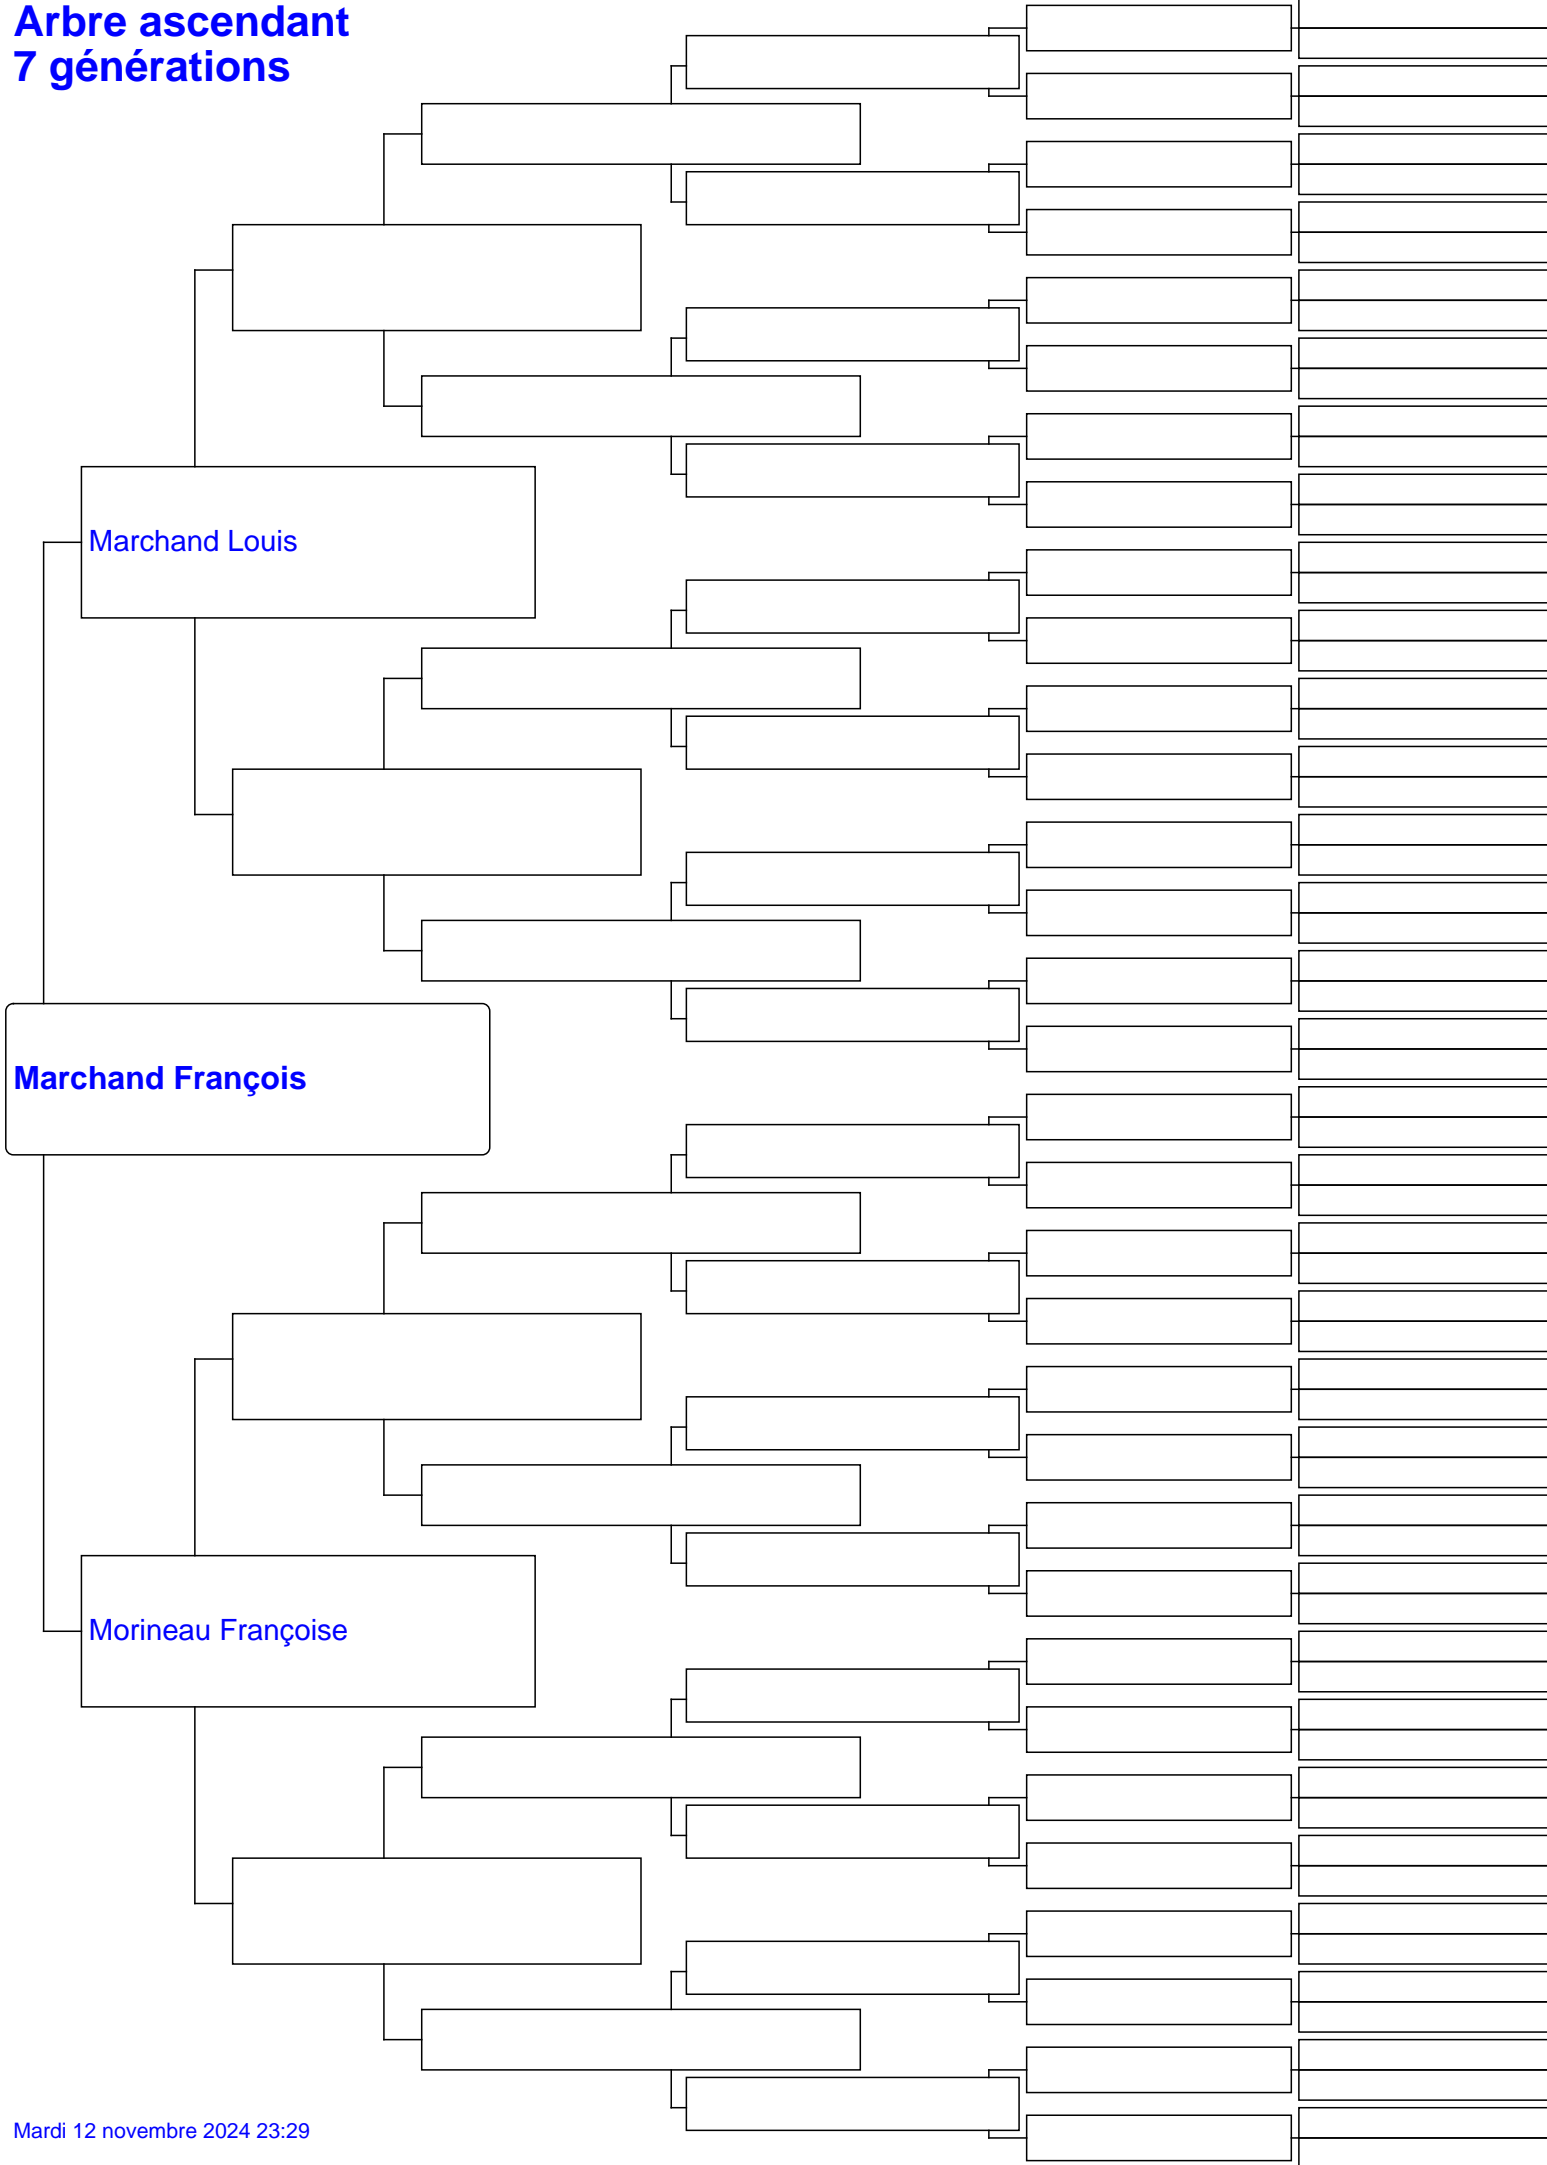 Arbre ascendant
7 générations
Marchand Louis
Marchand François
Morineau Françoise
Mardi 12 novembre 2024 23:29